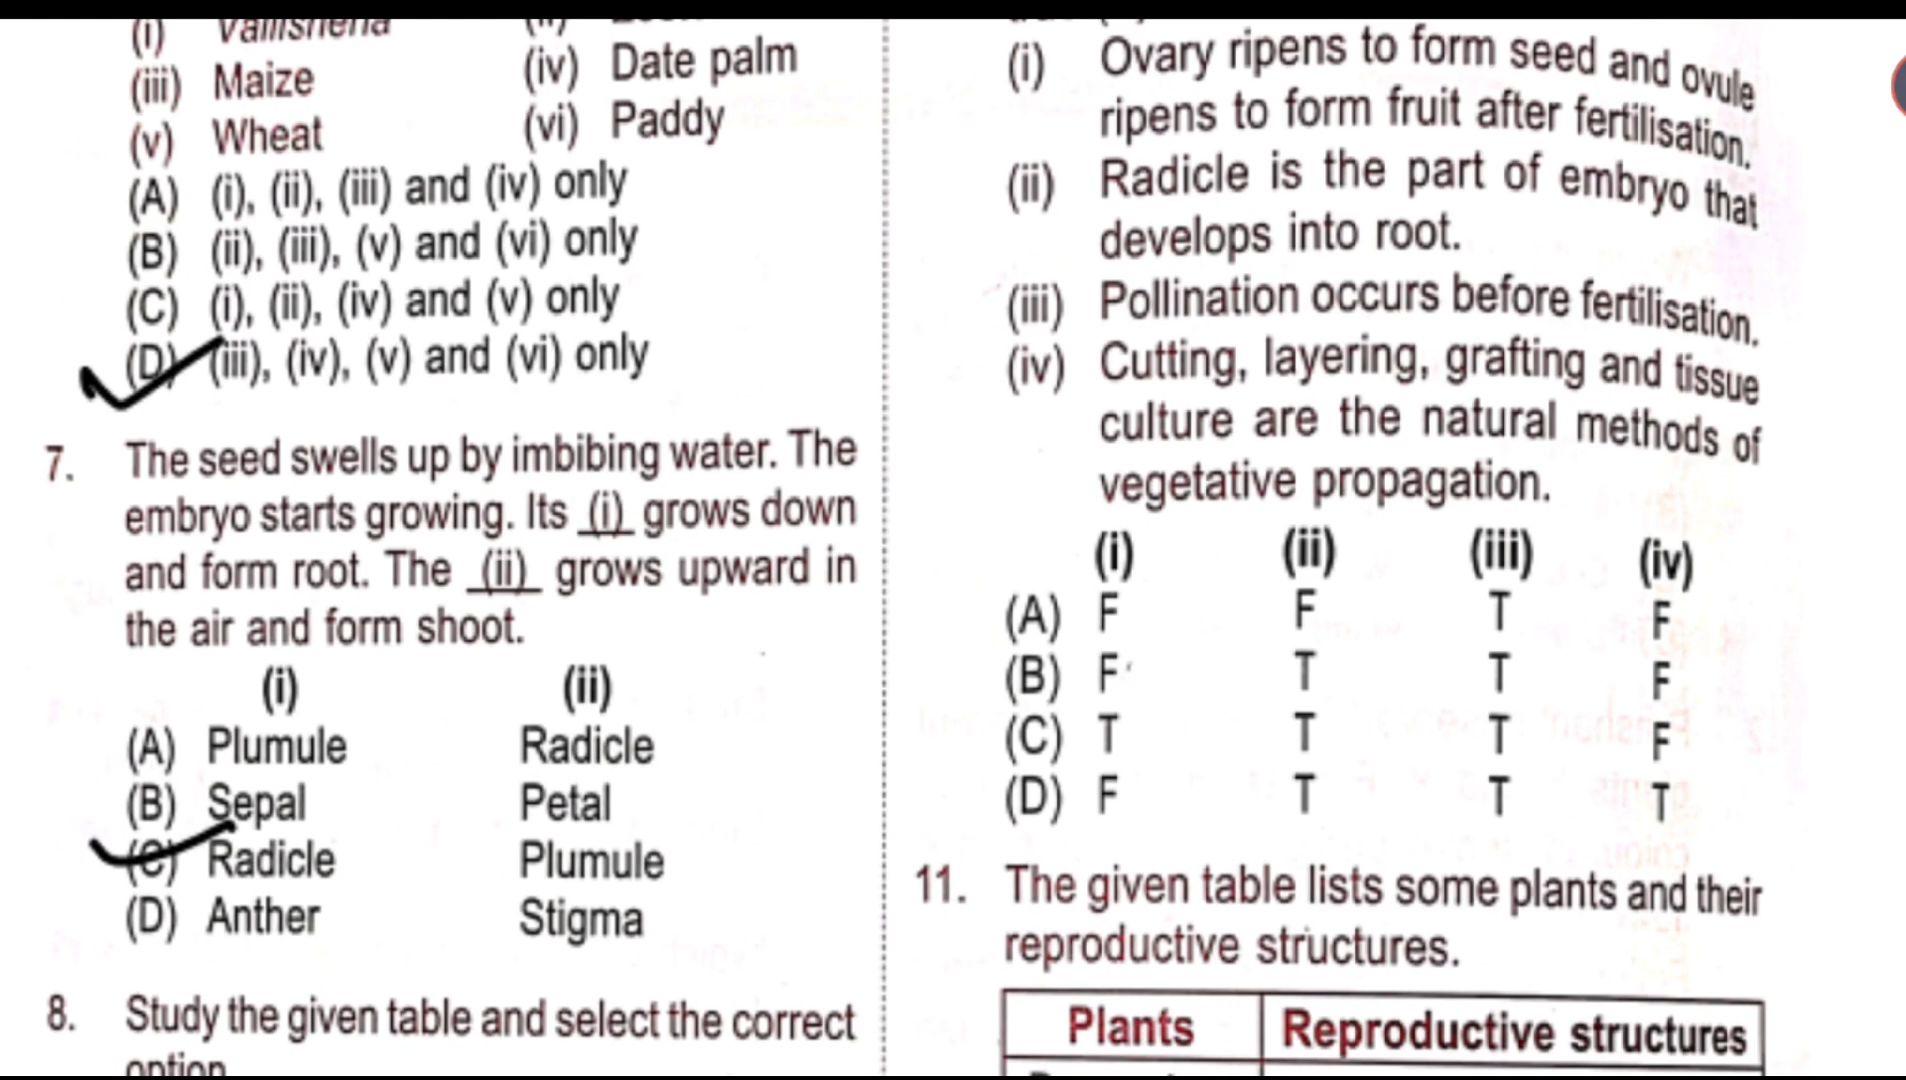 (i) Vallisneria
(iii) Maize (iv) Date palm
(v) Wheat (vi) Paddy
(A) (i), (ii), (iii) and (iv) only
(B) (ii), (iii), (v) and (vi) only
(C) (i), (ii), (iv) and (v) only
(D) (iii), (iv), (v) and (vi) only
7. The seed swells up by imbibing water. The
embryo starts growing. Its (i) grows down
and form root. The (ii) grows upward in
the air and form shoot.
(i) (ii)
(A) Plumule Radicle
(B) Sepal Petal
(C) Radicle Plumule
(D) Anther Stigma
8. Study the given table and select the correct
option
(i) Ovary ripens to form seed and ovule
ripens to form fruit after fertilisation.
(ii) Radicle is the part of embryo that
develops into root.
(iii) Pollination occurs before fertilisation.
(iv) Cutting, layering, grafting and tissue
culture are the natural methods of
vegetative propagation.
(i) (ii) (iii) (iv)
(A) F F T F
(B) F T T F
(C) T T T F
(D) F T T T
11. The given table lists some plants and their
reproductive structures.
Plants Reproductive structures